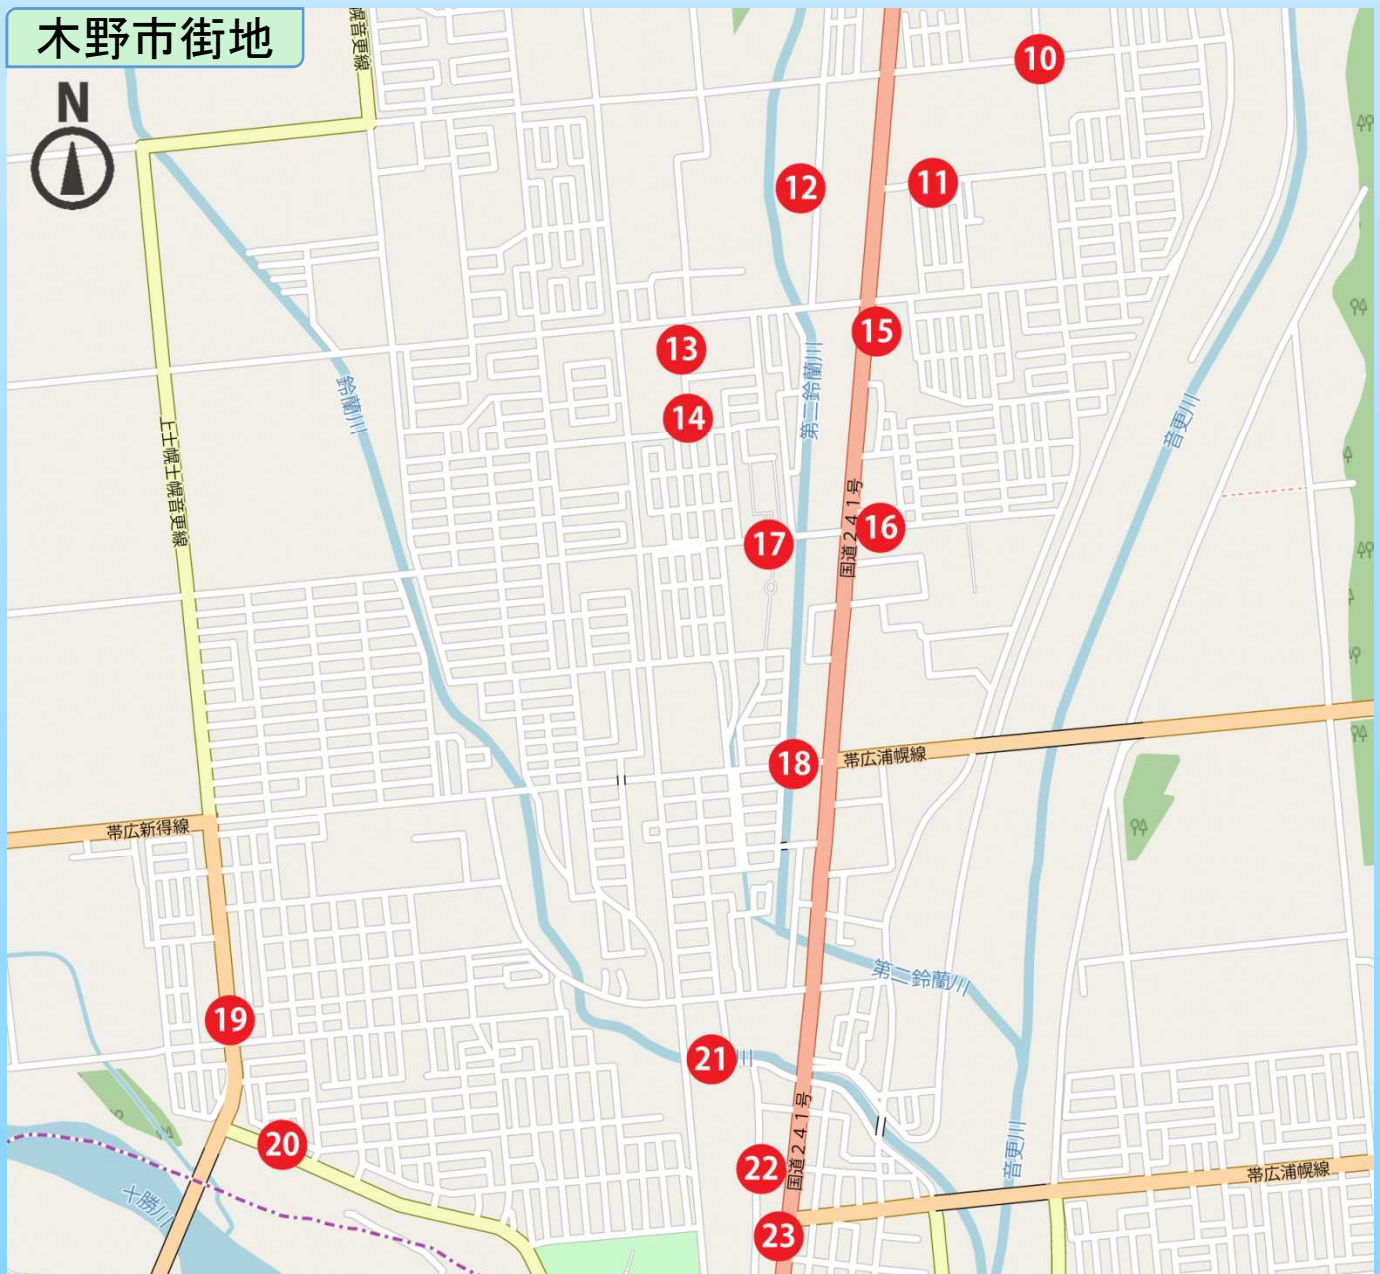 木野市街地
幌音更線
N
10
12
11
15
13
鈴蘭川
第二鈴蘭川
14
音更川
上士幌士幌音更線
国道241号
16
17
18
帯広浦幌線
帯広新得線
第二鈴蘭川
19
21
川
国道241号
20
音更川
22
帯広浦幌線
十勝川
23